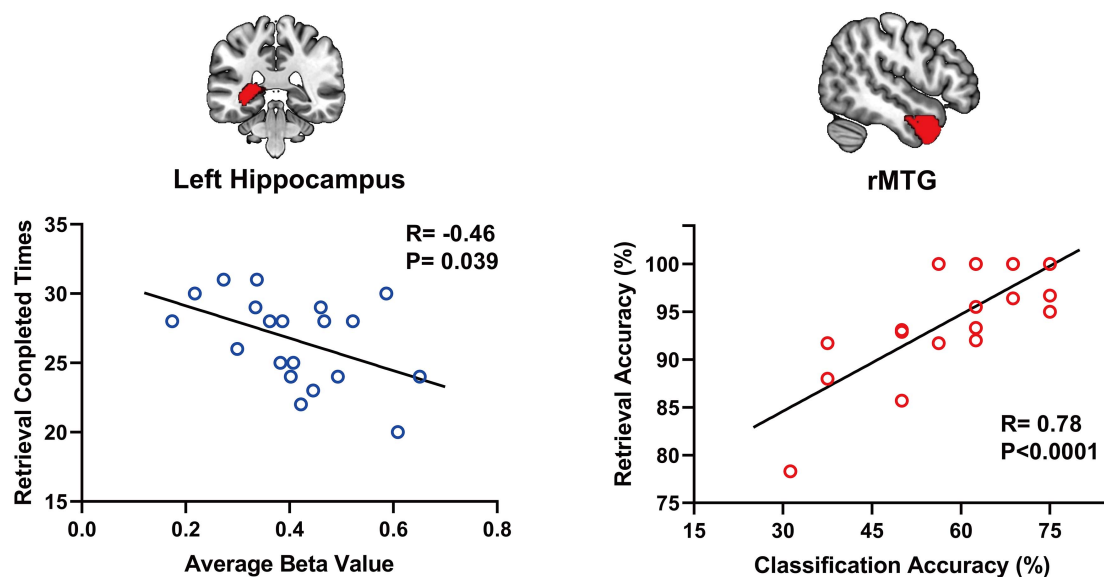 Left Hippocampus
Retrieval Conpleted Times
35
30
25
20
15
R= -0.46
P= 0.039
0.0 0.2 0.4 0.6 0.8
Average Beta Value
rMTG
Retrieval Accuracy (%)
100
95
90
85
80
75
R= 0.78
P<0.0001
15 30 45 60 75
Classification Accuracy (%)